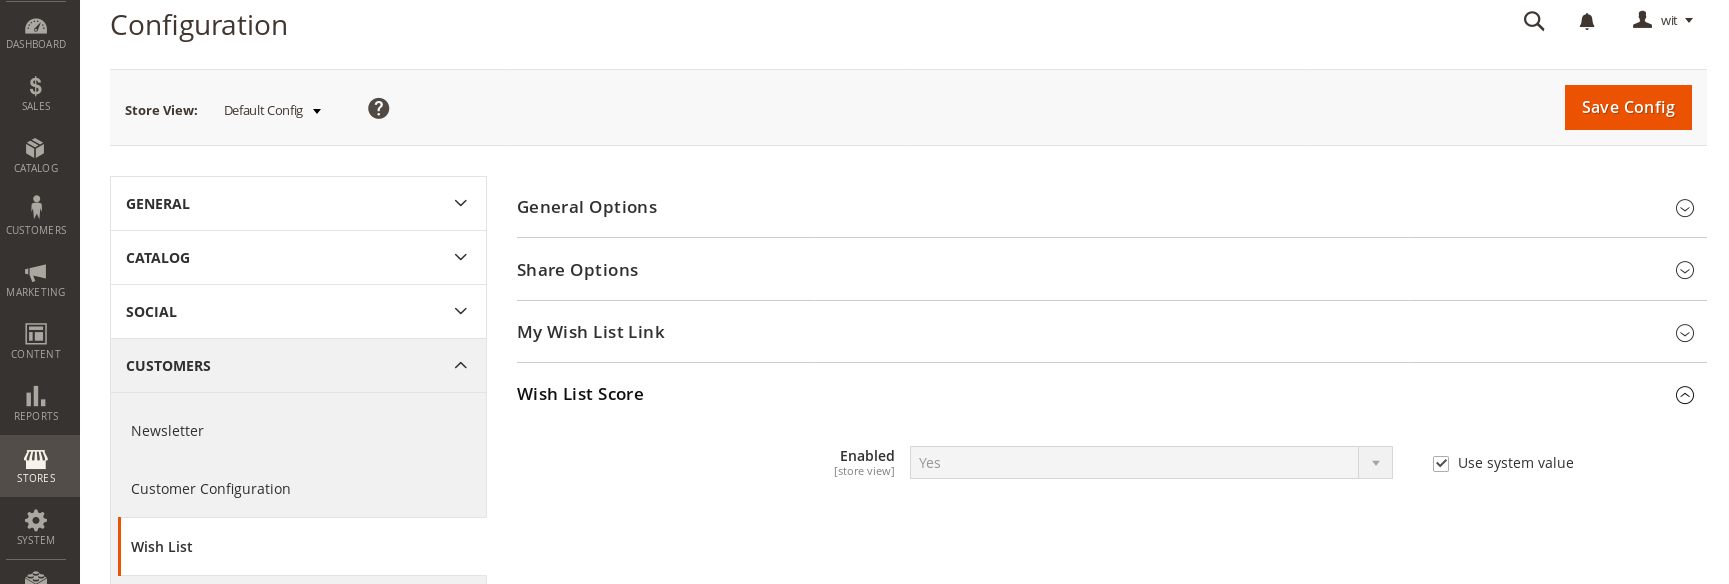 Configuration
wit
Store View: Default Config ?
Save Config
DASHBOARD
SALES
CATALOG
CUSTOMERS
MARKETING
CONTENT
REPORTS
STORES
SYSTEM
GENERAL
CATALOG
SOCIAL
CUSTOMERS
Newsletter
Customer Configuration
Wish List
General Options
Share Options
My Wish List Link
Wish List Score
Enabled
[store view]
Yes
Use system value